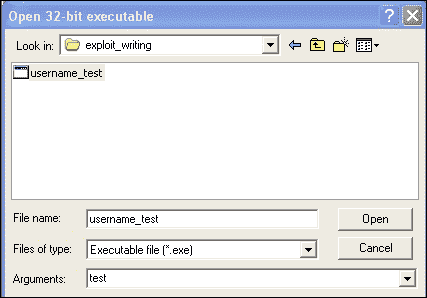 Open 32-bit executable
Look in: exploit_writing
username_test
File name: username_test Open
Files of type: Executable file (*.exe) Cancel
Arguments: test